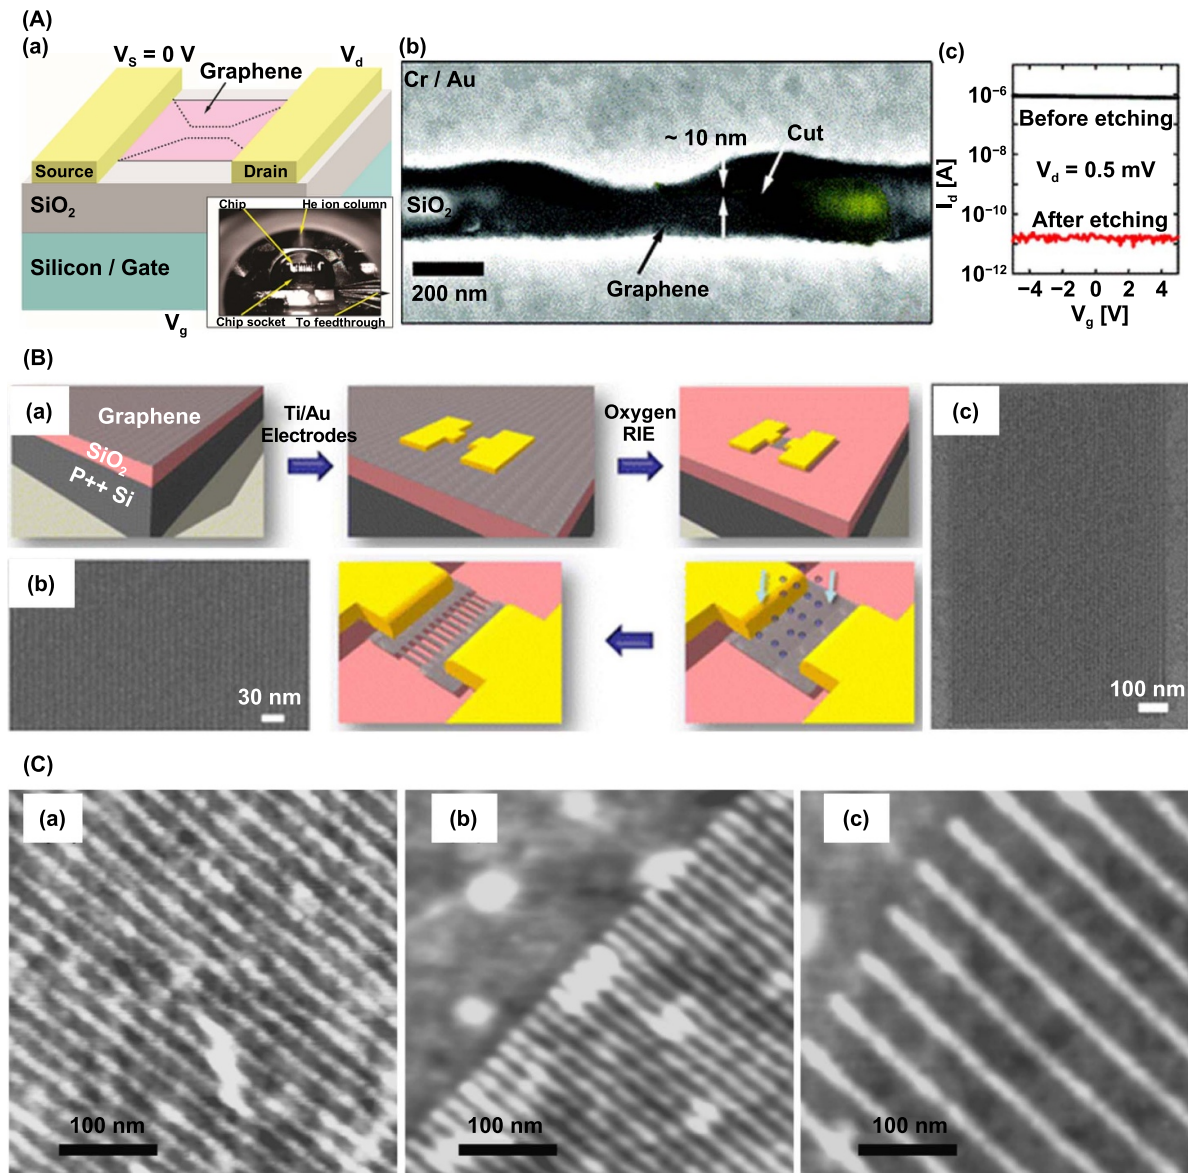 (A)
(a)
V_S = 0 V
V_d
Graphene
Source
Drain
SiO₂
Silicon / Gate
V_g
Chip
He ion column
Chip socket
To feedthrough
(b)
Cr / Au
~ 10 nm
Cut
SiO₂
200 nm
Graphene
(c)
I_d [A]
10⁻⁶
10⁻⁸
10⁻¹⁰
10⁻¹²
Before etching
V_d = 0.5 mV
After etching
−4 −2 0 2 4
V_g [V]
(B)
(a)
Graphene
SiO₂
P++ Si
Ti/Au
Electrodes
Oxygen
RIE
(b)
30 nm
(c)
100 nm
(C)
(a)
100 nm
(b)
100 nm
(c)
100 nm